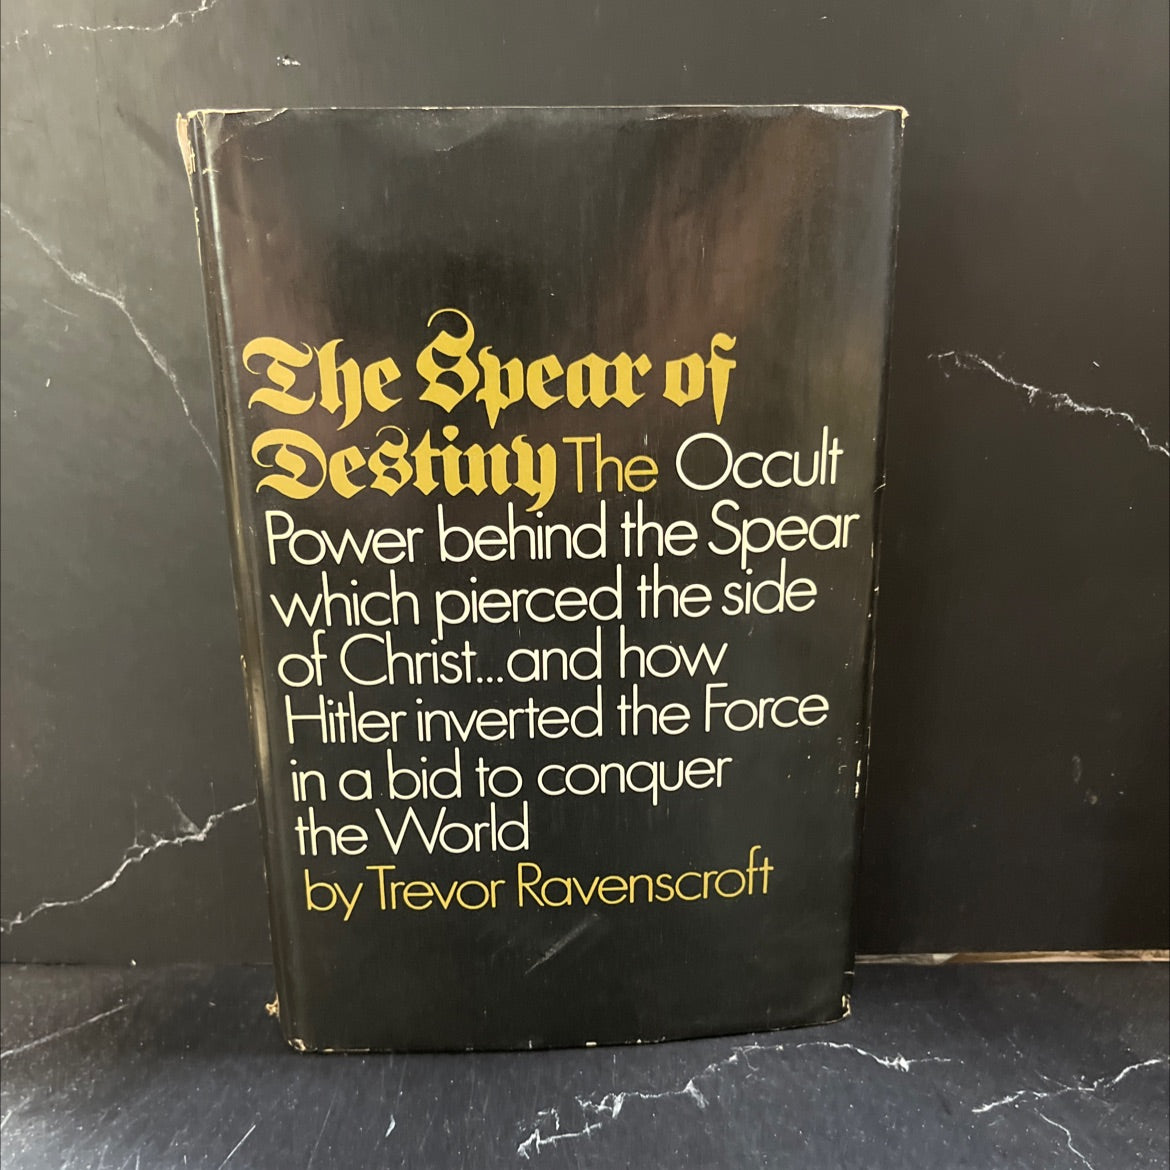 The Spear of
Destiny The Occult
Power behind the Spear
which pierced the side
of Christ...and how
Hitler inverted the Force
in a bid to conquer
the World
by Trevor Ravenscroft